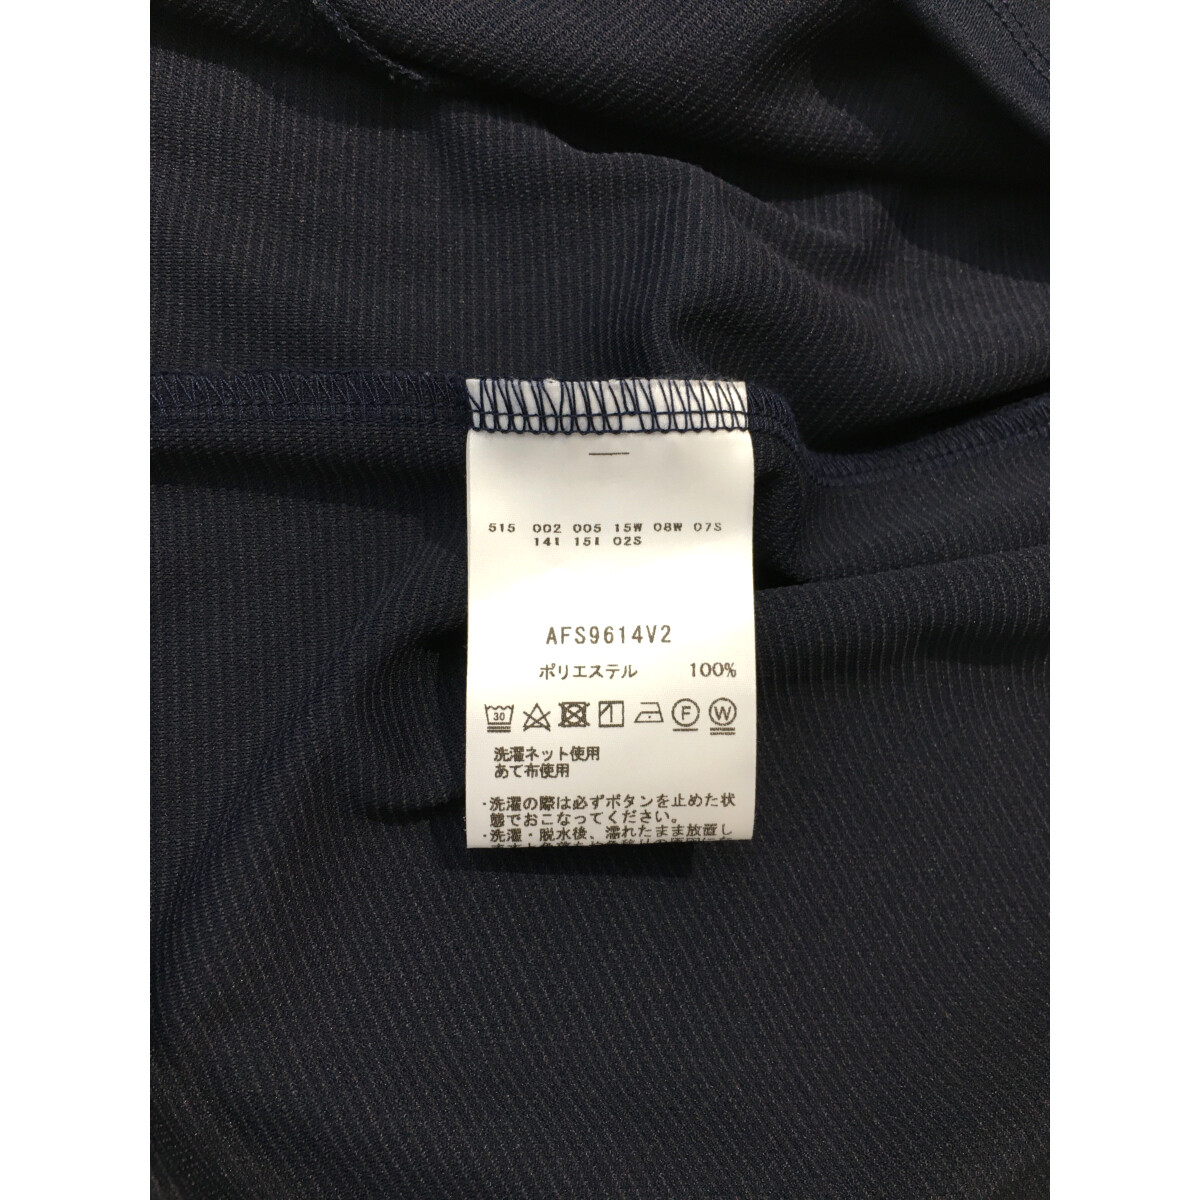 515 002 005 15W 08W 07S
14I 15I 02S
AFS9614V2
ポリエステル 100%
30 F W
洗濯ネット使用
あて布使用
・洗濯の際は必ずボタンを止めた状
態でおこなってください。
・洗濯・脱水後、濡れたまま放置し